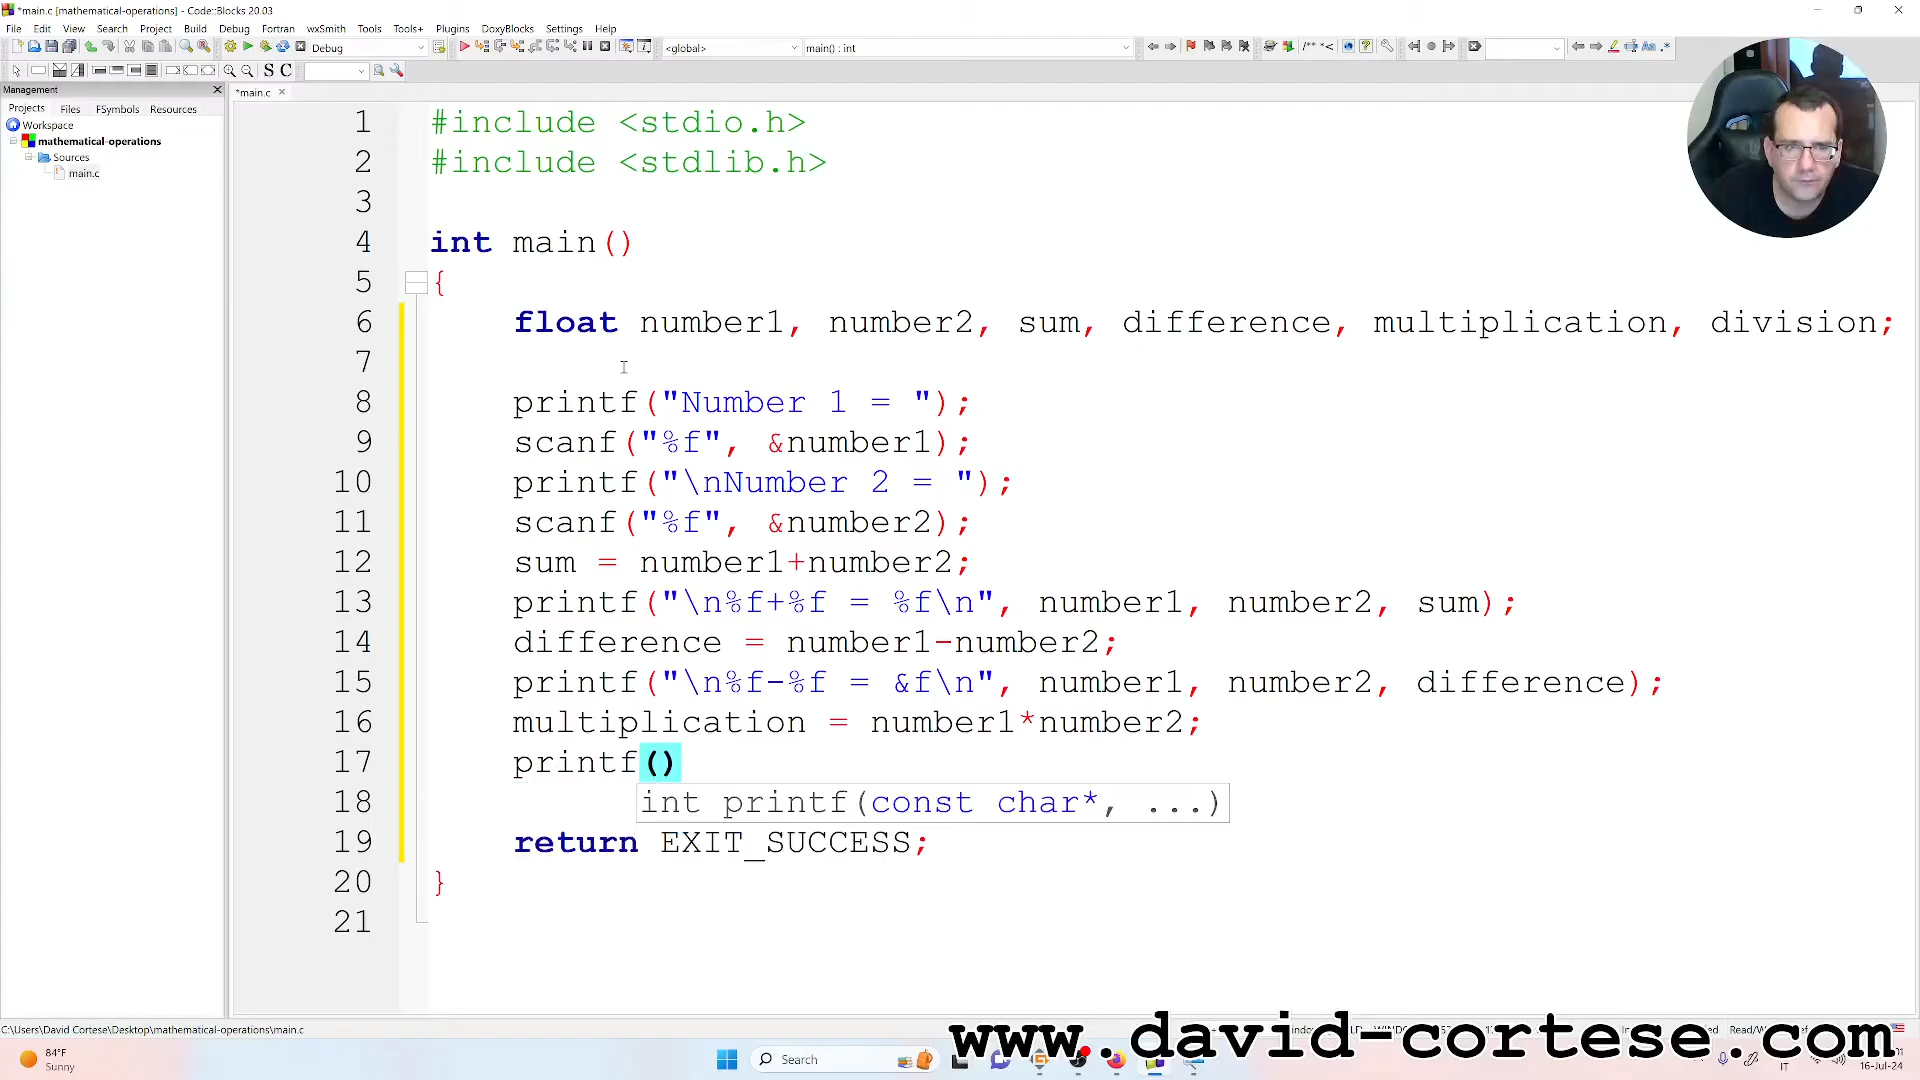 *main.c [mathematical-operations] - Code::Blocks 20.03
File Edit View Search Project Build Debug Fortran wxSmith Tools Tools+ Plugins DoxyBlocks Settings Help
Debug <global> main() : int
S C
Management
*main.c
Projects Files FSymbols Resources
Workspace
mathematical-operations
Sources
main.c
1 #include <stdio.h>
2 #include <stdlib.h>
3
4 int main()
5 {
6 float number1, number2, sum, difference, multiplication, division;
7
8 printf("Number 1 = ");
9 scanf("%f", &number1);
10 printf("\nNumber 2 = ");
11 scanf("%f", &number2);
12 sum = number1+number2;
13 printf("\n%f+%f = %f\n", number1, number2, sum);
14 difference = number1-number2;
15 printf("\n%f-%f = &f\n", number1, number2, difference);
16 multiplication = number1*number2;
17 printf()
18 int printf(const char*, ...)
19 return EXIT_SUCCESS;
20 }
21
C:\Users\David Cortese\Desktop\mathematical-operations\main.c
www.david-cortese.com
84°F
Sunny
Search
IT
16-Jul-24